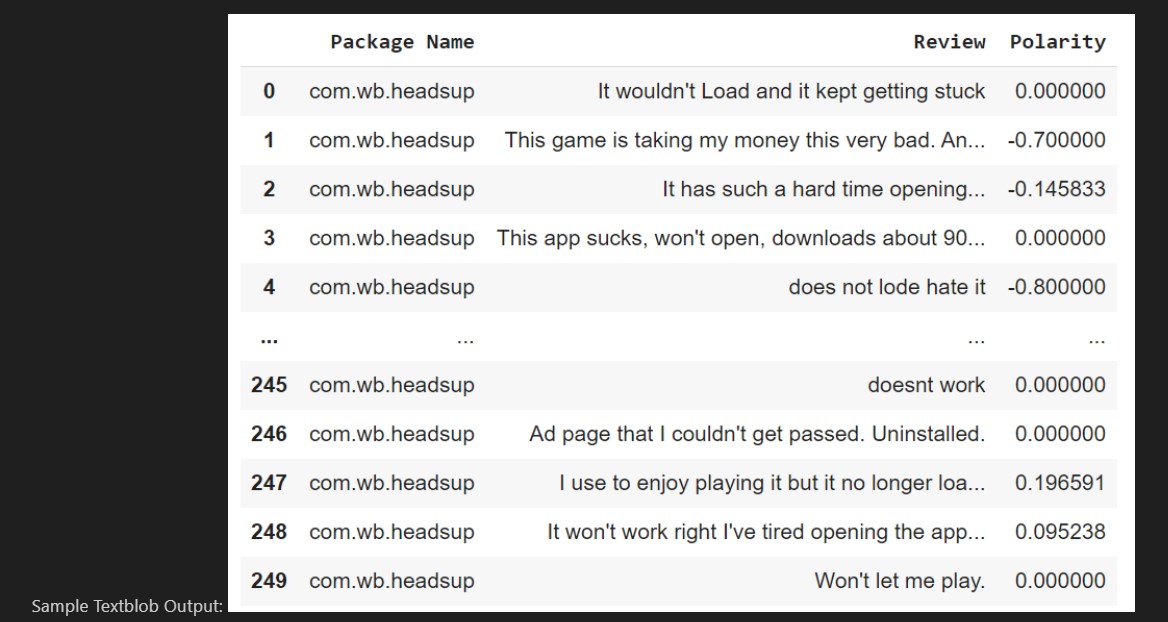 Package Name Review Polarity
0 com.wb.headsup It wouldn't Load and it kept getting stuck 0.000000
1 com.wb.headsup This game is taking my money this very bad. An... -0.700000
2 com.wb.headsup It has such a hard time opening... -0.145833
3 com.wb.headsup This app sucks, won't open, downloads about 90... 0.000000
4 com.wb.headsup does not lode hate it -0.800000
... ... ... ...
245 com.wb.headsup doesnt work 0.000000
246 com.wb.headsup Ad page that I couldn't get passed. Uninstalled. 0.000000
247 com.wb.headsup I use to enjoy playing it but it no longer loa... 0.196591
248 com.wb.headsup It won't work right I've tired opening the app... 0.095238
249 com.wb.headsup Won't let me play. 0.000000
Sample Textblob Output: